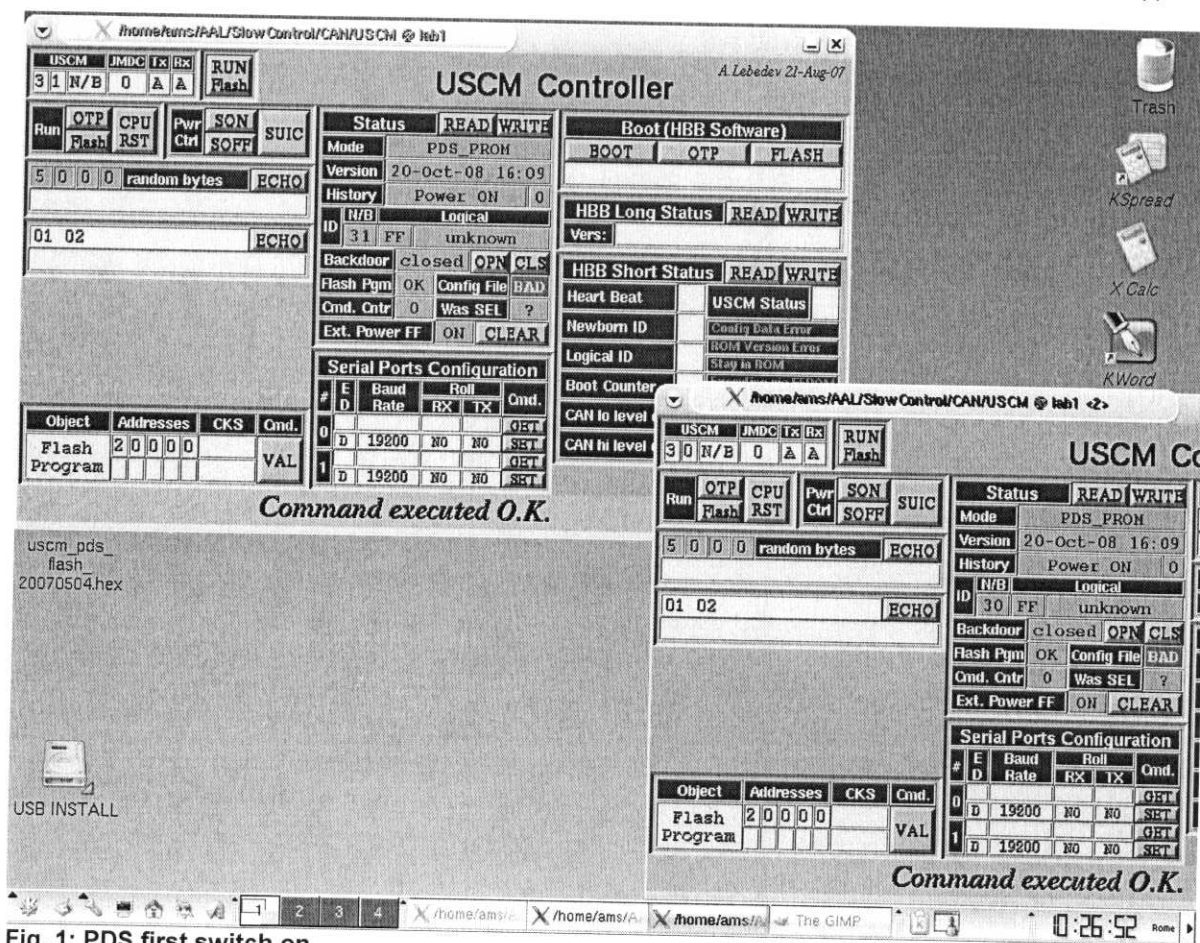 /home/ams/AAL/Slow Control/CAN/USCM @ lab1
USCM JMDC Tx Rx
3 1 N/B 0 A A
RUN Flash
USCM Controller
A.Lebedev 21-Aug-07
Run OTP Flash CPU RST
Pwr Ctrl SON SOFF SUIC
5 0 0 0 random bytes ECHO
01 02 ECHO
Status READ WRITE
Mode PDS_PROM
Version 20-Oct-08 16:09
History Power ON 0
N/B Logical
ID 31 FF unknown
Backdoor closed OPN CLS
Flash Pgm OK Config File BAD
Cmd. Cntr 0 Was SEL ?
Ext. Power FF ON CLEAR
Serial Ports Configuration
# E D Baud Rate Roll RX TX Cmd.
0 GET
D 19200 NO NO SET
1 GET
D 19200 NO NO SET
Object Addresses CKS Cmd.
Flash Program 2 0 0 0 0 VAL
Command executed O.K.
Boot (HBB Software)
BOOT OTP FLASH
HBB Long Status READ WRITE
Vers:
HBB Short Status READ WRITE
Heart Beat USCM Status
Newborn ID Config Data Error
ROM Version Error
Logical ID Stay in ROM
Boot Counter
CAN lo level
CAN hi level
Trash
KSpread
X Calc
KWord
/home/ams/AAL/Slow Control/CAN/USCM @ lab1 <2>
USCM JMDC Tx Rx
3 0 N/B 0 A A
RUN Flash
USCM Co
Run OTP Flash CPU RST
Pwr Ctrl SON SOFF SUIC
5 0 0 0 random bytes ECHO
01 02 ECHO
Status READ WRITE
Mode PDS_PROM
Version 20-Oct-08 16:09
History Power ON 0
N/B Logical
ID 30 FF unknown
Backdoor closed OPN CLS
Flash Pgm OK Config File BAD
Cmd. Cntr 0 Was SEL ?
Ext. Power FF ON CLEAR
Serial Ports Configuration
# E D Baud Rate Roll RX TX Cmd.
0 GET
D 19200 NO NO SET
1 GET
D 19200 NO NO SET
Object Addresses CKS Cmd.
Flash Program 2 0 0 0 0 VAL
Command executed O.K.
uscm_pds_
flash_
20070504.hex
USB INSTALL
1 2 3 4 /home/ams/ /home/ams/A /home/ams/A The GIMP 10:26:52 Rome
Fig. 1: PDS first switch on